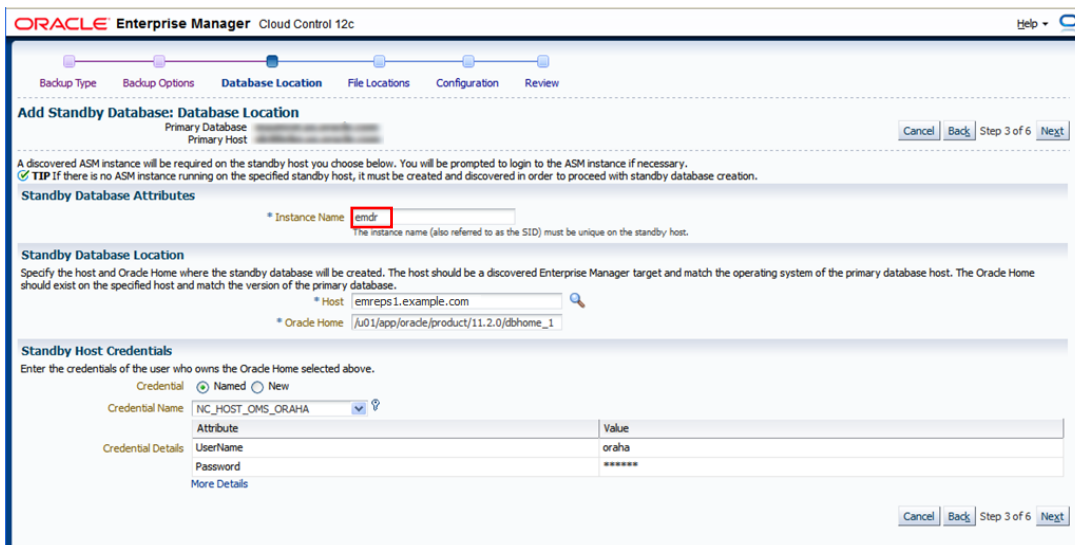 ORACLE Enterprise Manager Cloud Control 12c
Help
Backup Type Backup Options Database Location File Locations Configuration Review
Add Standby Database: Database Location
Primary Database
Primary Host
Cancel Back Step 3 of 6 Next
A discovered ASM instance will be required on the standby host you choose below. You will be prompted to login to the ASM instance if necessary.
TIP If there is no ASM instance running on the specified standby host, it must be created and discovered in order to proceed with standby database creation.
Standby Database Attributes
* Instance Name emdr
The instance name (also referred to as the SID) must be unique on the standby host.
Standby Database Location
Specify the host and Oracle Home where the standby database will be created. The host should be a discovered Enterprise Manager target and match the operating system of the primary database host. The Oracle Home
should exist on the specified host and match the version of the primary database.
* Host emreps1.example.com
* Oracle Home /u01/app/oracle/product/11.2.0/dbhome_1
Standby Host Credentials
Enter the credentials of the user who owns the Oracle Home selected above.
Credential Named New
Credential Name NC_HOST_OMS_ORAHA
Attribute Value
Credential Details UserName oraha
Password ******
More Details
Cancel Back Step 3 of 6 Next